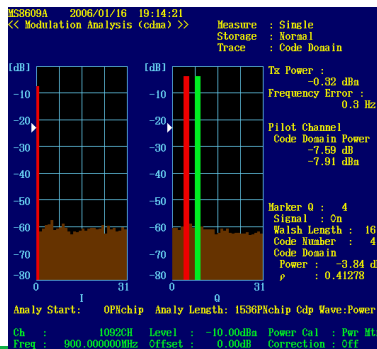 MS8609A 2006/01/16 19:14:21
<< Modulation Analysis (cdma) >> Measure : Single
Storage : Normal
Trace : Code Domain
[dB] [dB] Tx Power :
-0.32 dBm
-10 -10 Frequency Error :
0.3 Hz
-20 -20
-30 -30 Pilot Channel
Code Domain Power
-40 -40 -7.59 dB
-7.91 dBm
-50 -50
-60 -60 Marker Q : 4
Signal : On
-70 -70 Walsh Length : 16
Code Number : 4
-80 -80 Code Domain
Power : -3.84 d
ρ : 0.41278
0 31 0 31
I Q
Analy Start: 0PNchip Analy Length: 1536PNchip Cdp Wave:Power
Ch : 1092CH Level : -10.00dBm Power Cal : Pwr Mt
Freq : 900.000000MHz Offset : 0.00dB Correction : Off